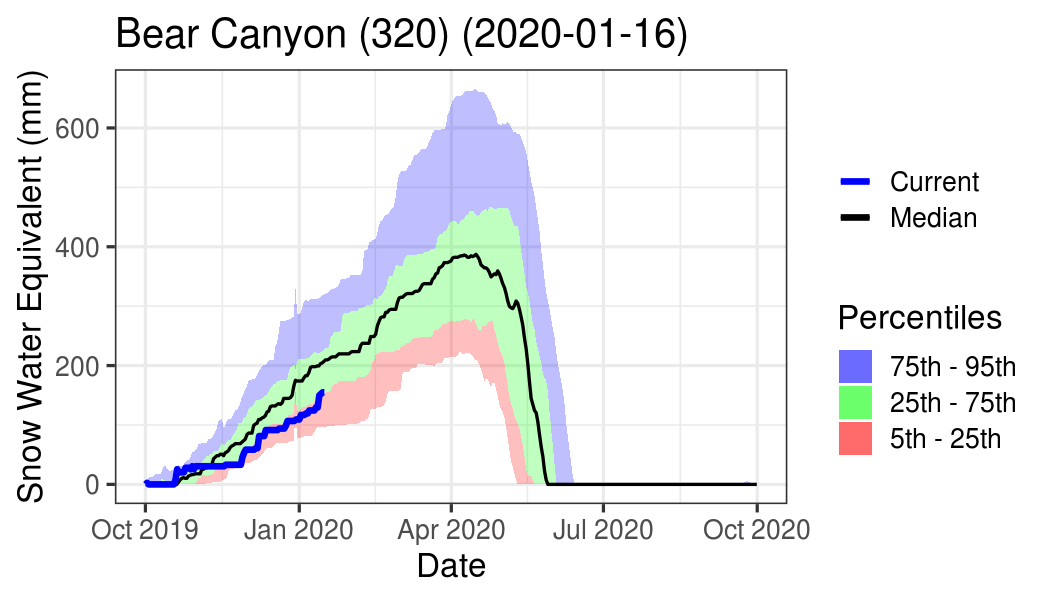 Bear Canyon (320) (2020-01-16)
Snow Water Equivalent (mm)
600
400
200
0
Oct 2019 Jan 2020 Apr 2020 Jul 2020 Oct 2020
Date
Current
Median
Percentiles
75th - 95th
25th - 75th
5th - 25th